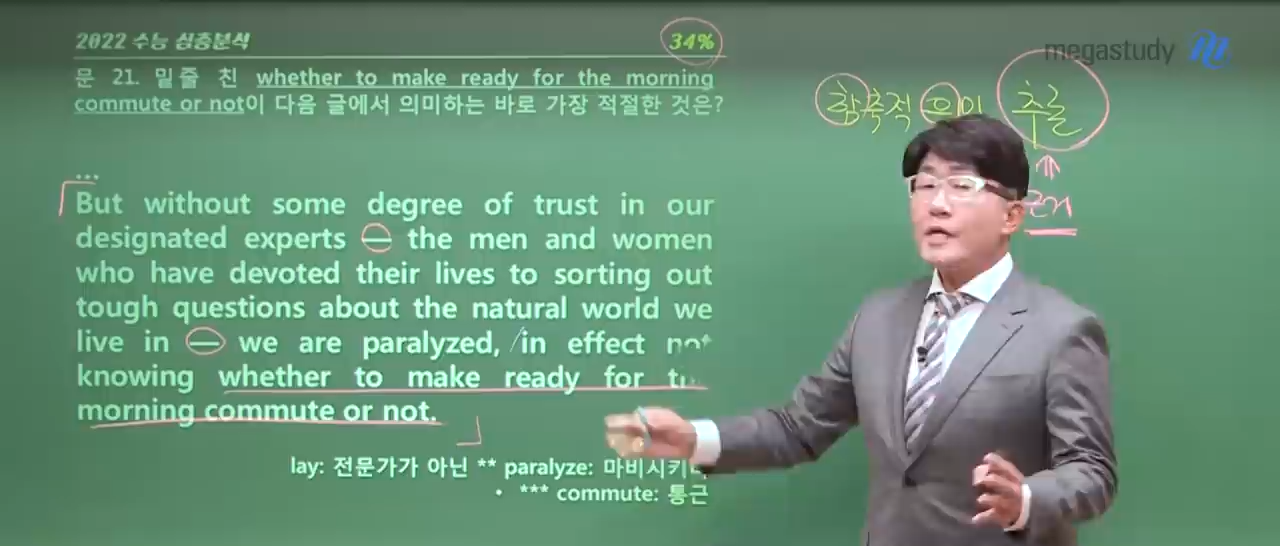 2022 수능 심층분석
34%
megastudy
문 21. 밑줄 친 whether to make ready for the morning
commute or not이 다음 글에서 의미하는 바로 가장 적절한 것은?
함축적 의미 추론
근거
...
But without some degree of trust in our
designated experts — the men and women
who have devoted their lives to sorting out
tough questions about the natural world we
live in — we are paralyzed, in effect not
knowing whether to make ready for the
morning commute or not.
lay: 전문가가 아닌 ** paralyze: 마비시키다
• *** commute: 통근